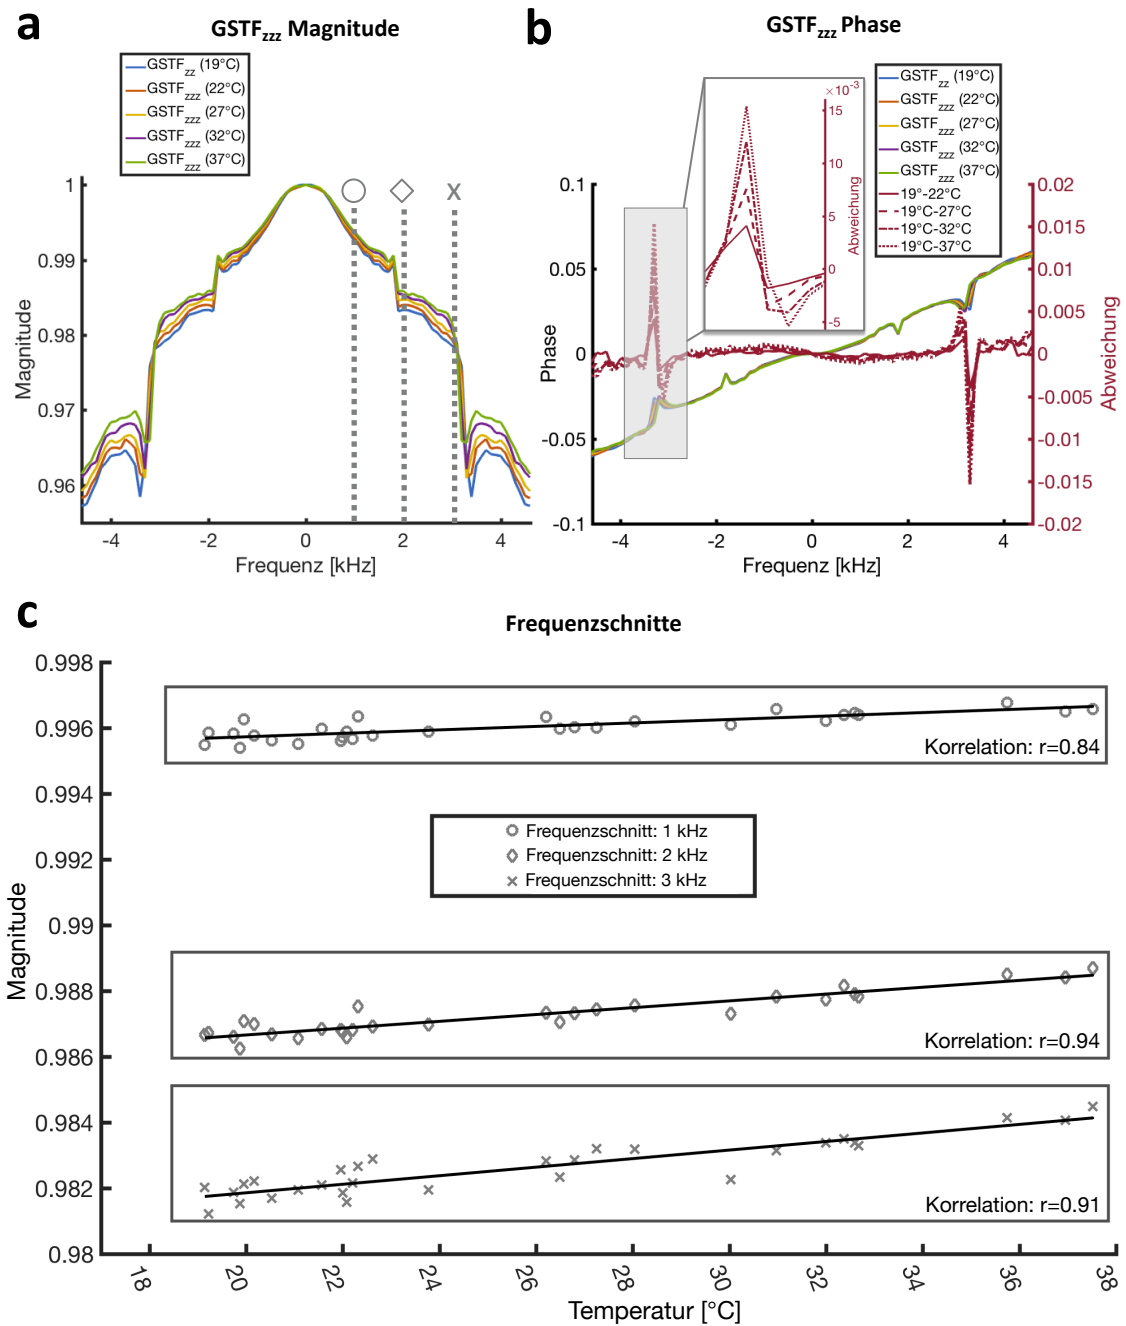 a
GSTFzzz Magnitude
GSTFzz (19°C)
GSTFzzz (22°C)
GSTFzzz (27°C)
GSTFzzz (32°C)
GSTFzzz (37°C)
Magnitude
1
0.99
0.98
0.97
0.96
X
-4
-2
0
2
4
Frequenz [kHz]
b
GSTFzzz Phase
GSTFzz (19°C)
GSTFzzz (22°C)
GSTFzzz (27°C)
GSTFzzz (32°C)
GSTFzzz (37°C)
19°-22°C
19°C-27°C
19°C-32°C
19°C-37°C
×10-3
15
10
5
0
-5
Abweichung
Phase
0.1
0.05
0
-0.05
-0.1
0.02
0.015
0.01
0.005
0
-0.005
-0.01
-0.015
-0.02
Abweichung
-4
-2
0
2
4
Frequenz [kHz]
c
Frequenzschnitte
Magnitude
0.998
0.996
0.994
0.992
0.99
0.988
0.986
0.984
0.982
0.98
Korrelation: r=0.84
Frequenzschnitt: 1 kHz
Frequenzschnitt: 2 kHz
Frequenzschnitt: 3 kHz
Korrelation: r=0.94
Korrelation: r=0.91
18
20
22
24
26
28
30
32
34
36
38
Temperatur [°C]